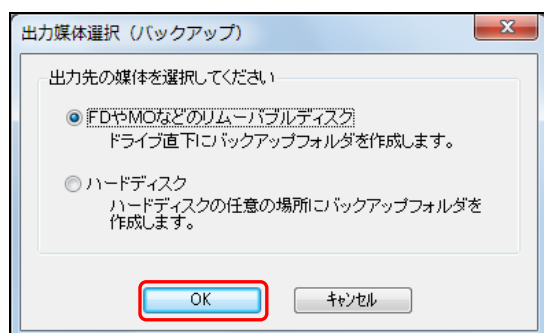 出力媒体選択（バックアップ）
出力先の媒体を選択してください
FDやMOなどのリムーバブルディスク
ドライブ直下にバックアップフォルダを作成します。
ハードディスク
ハードディスクの任意の場所にバックアップフォルダを
作成します。
OK
キャンセル